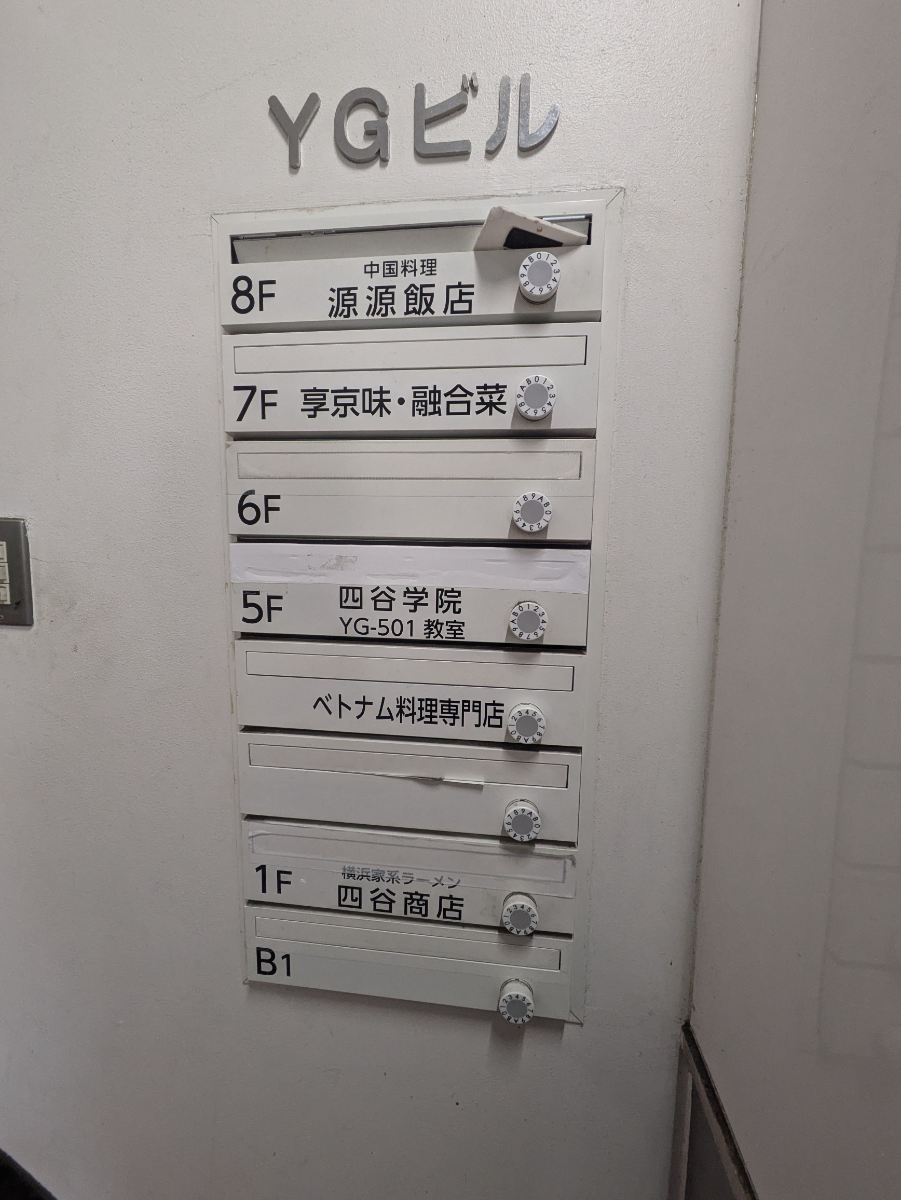 YGビル
8F
中国料理
源源飯店
7F 享京味・融合菜
6F
5F
四谷学院
YG-501 教室
ベトナム料理専門店
1F
横浜家系ラーメン
四谷商店
B1